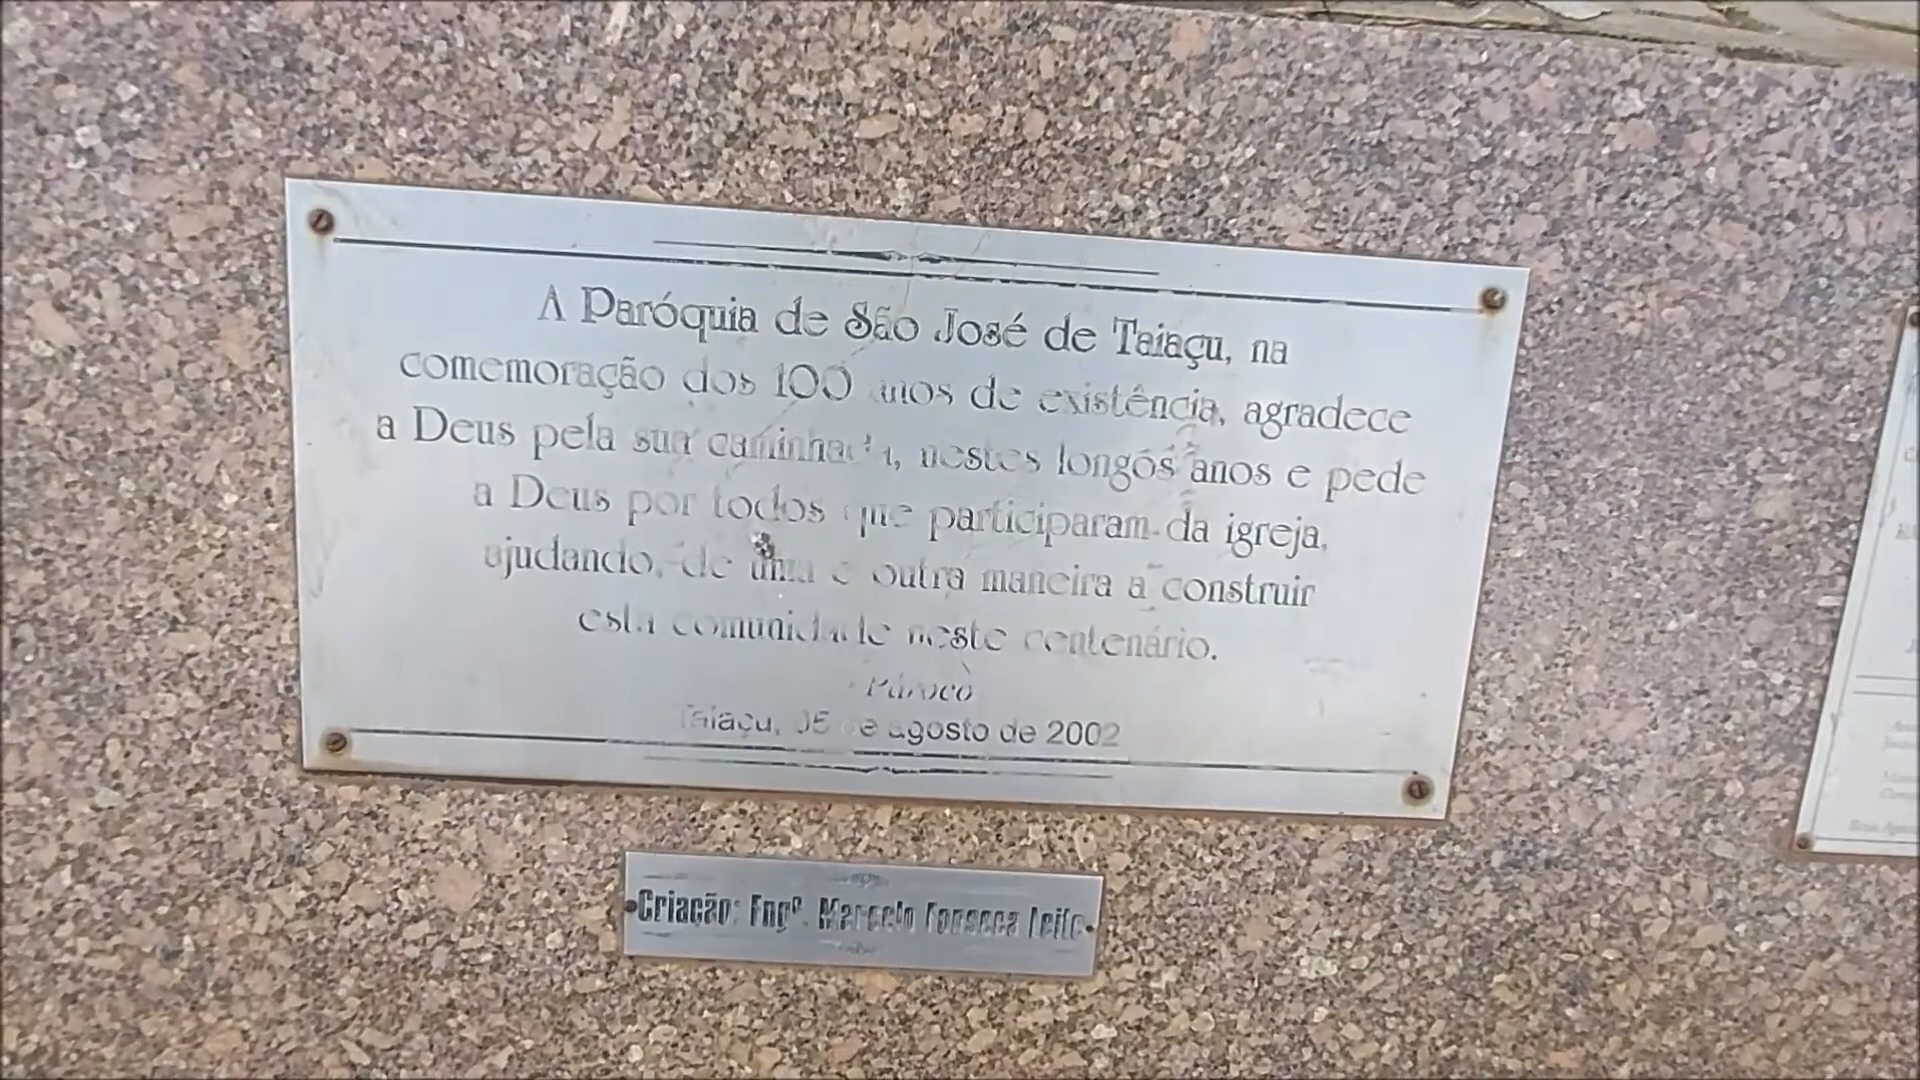 A Paróquia de São José de Taiaçu, na
comemoração dos 100 anos de existência, agradece
a Deus pela sua caminhada, nestes longos anos e pede
a Deus por todos que participaram da igreja,
ajudando, de uma e outra maneira a construir
esta comunidade neste centenário.
Pároco
Taiaçu, 05 de agosto de 2002
Criação: Engº. Marcelo Fonseca Leite